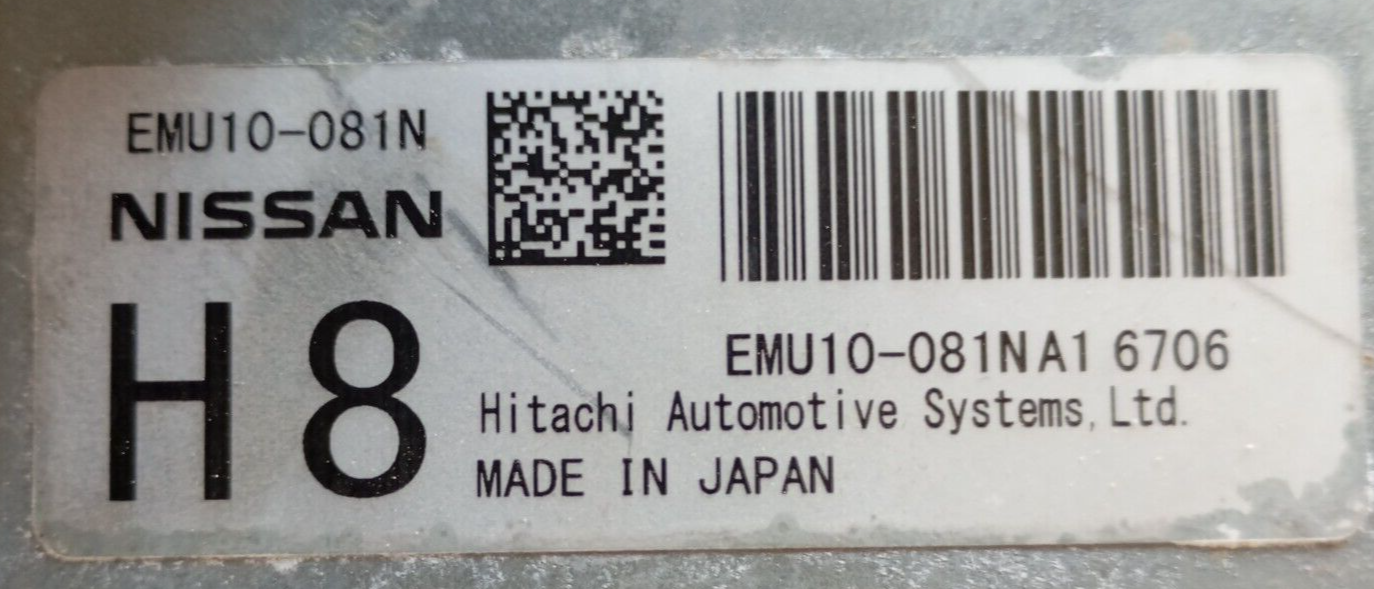 EMU10-081N
NISSAN
H8
EMU10-081NA1 6706
Hitachi Automotive Systems,Ltd.
MADE IN JAPAN